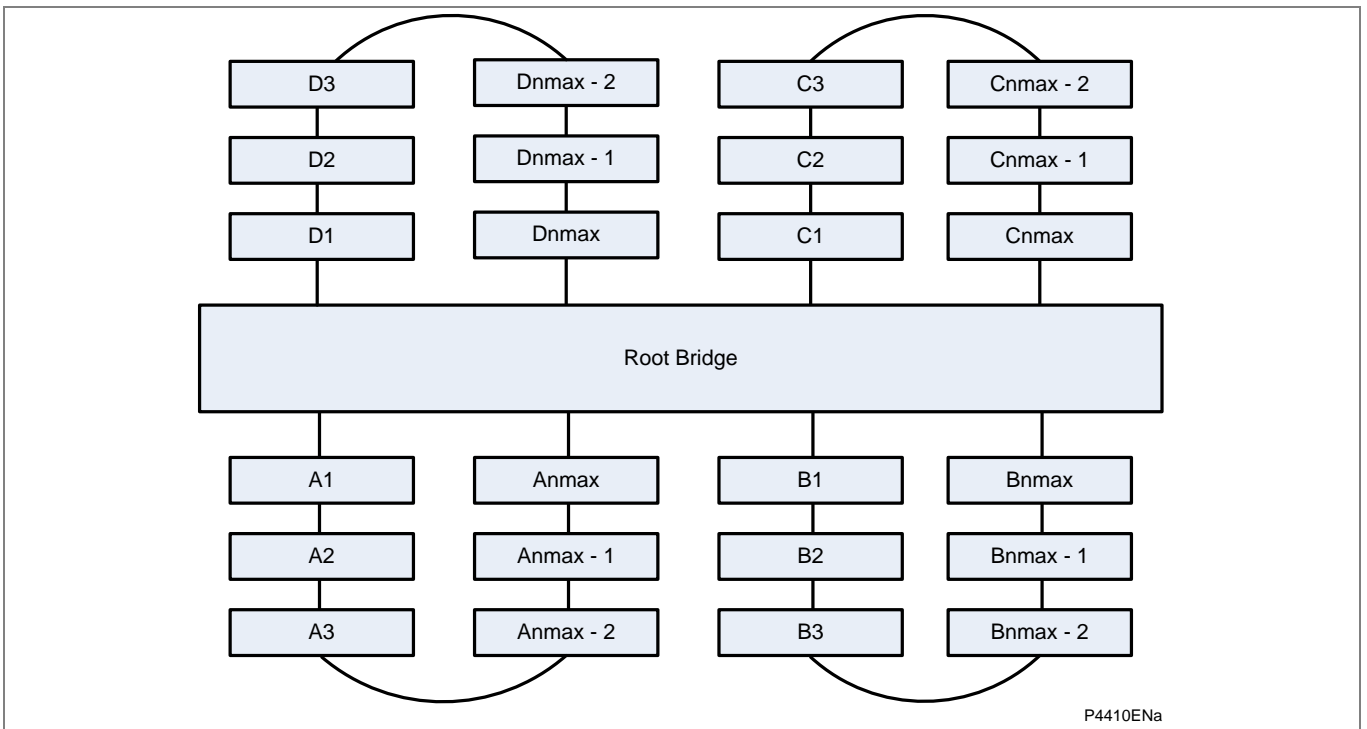 D3 Dnmax - 2 C3 Cnmax - 2
D2 Dnmax - 1 C2 Cnmax - 1
D1 Dnmax C1 Cnmax
Root Bridge
A1 Anmax B1 Bnmax
A2 Anmax - 1 B2 Bnmax - 1
A3 Anmax - 2 B3 Bnmax - 2
P4410ENa